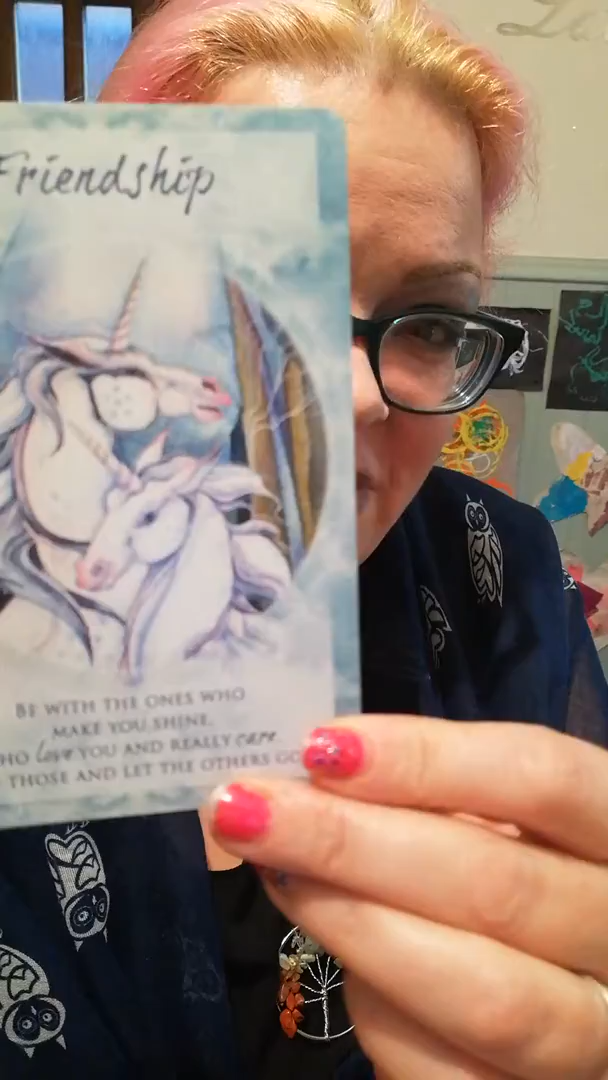 Friendship
BE WITH THE ONES WHO
MAKE YOU SHINE,
HO love YOU AND REALLY care
THOSE AND LET THE OTHERS GO